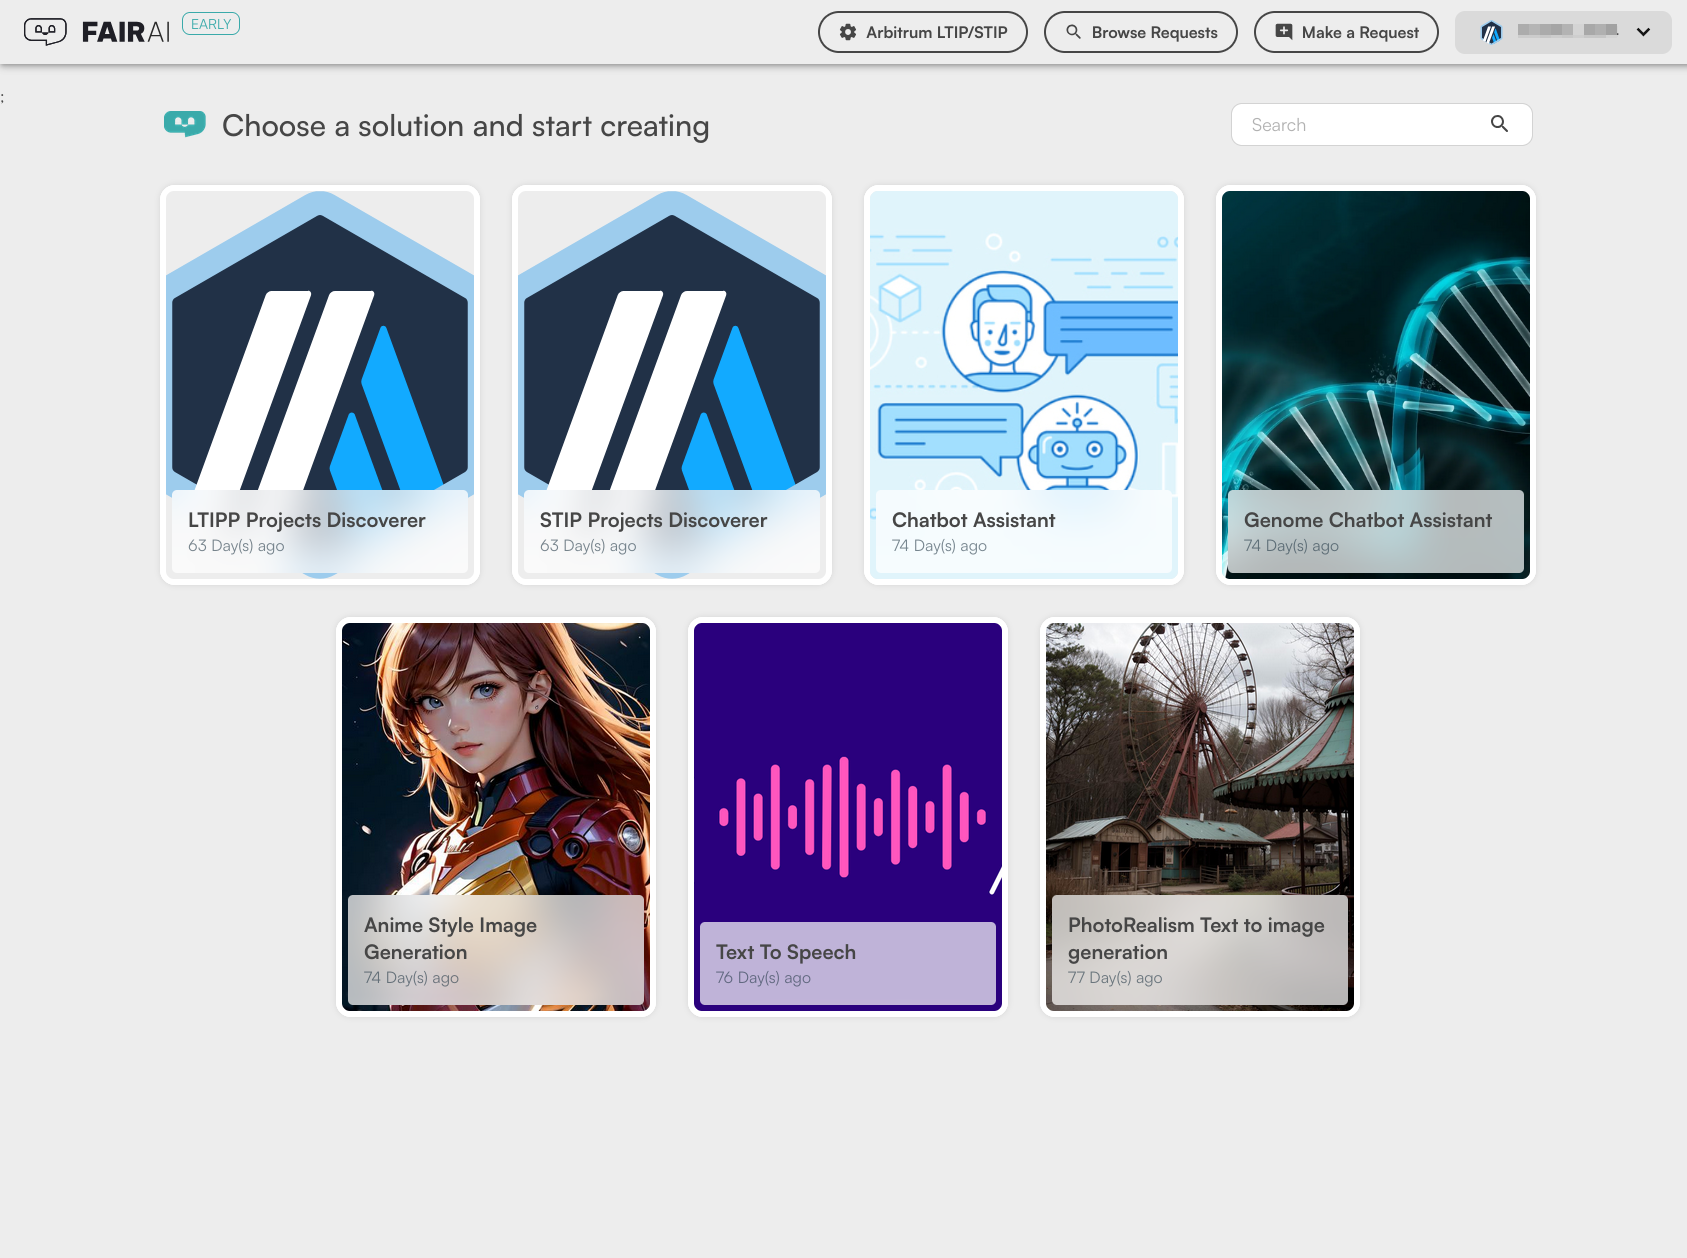 FAIRAI EARLY
Arbitrum LTIP/STIP
Browse Requests
Make a Request
;
Choose a solution and start creating
Search
LTIPP Projects Discoverer
63 Day(s) ago
STIP Projects Discoverer
63 Day(s) ago
Chatbot Assistant
74 Day(s) ago
Genome Chatbot Assistant
74 Day(s) ago
Anime Style Image
Generation
74 Day(s) ago
Text To Speech
76 Day(s) ago
PhotoRealism Text to image
generation
77 Day(s) ago